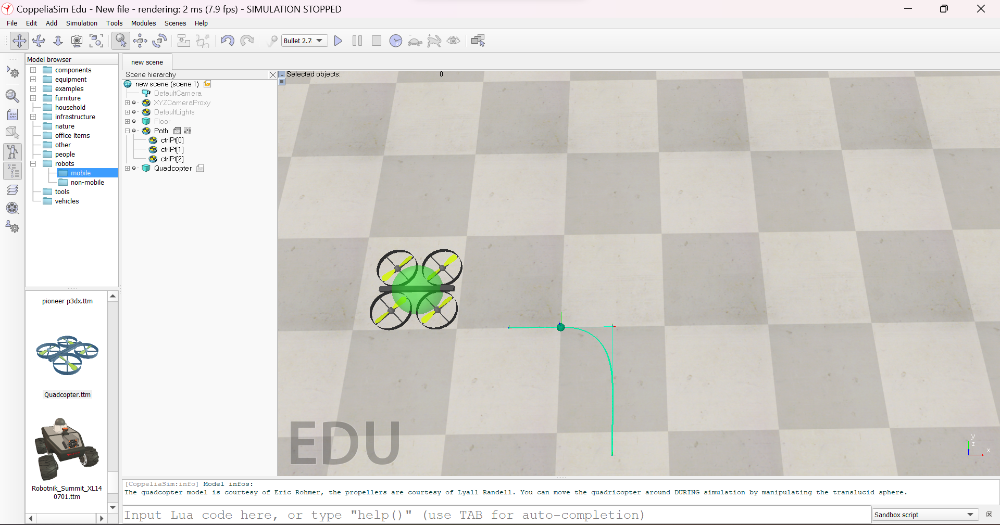 CoppeliaSim Edu - New file - rendering: 2 ms (7.9 fps) - SIMULATION STOPPED
File Edit Add Simulation Tools Modules Scenes Help
Bullet 2.7
Model browser
components
equipment
examples
furniture
household
infrastructure
nature
office items
other
people
robots
mobile
non-mobile
tools
vehicles
pioneer p3dx.ttm
Quadcopter.ttm
Robotnik_Summit_XL14
0701.ttm
new scene
Scene hierarchy
new scene (scene 1)
DefaultCamera
XYZCameraProxy
DefaultLights
Floor
Path
ctrlPt[0]
ctrlPt[1]
ctrlPt[2]
Quadcopter
Selected objects: 0
EDU
y
z
x
[CoppeliaSim:info] Model infos:
The quadcopter model is courtesy of Eric Rohmer, the propellers are courtesy of Lyall Randell. You can move the quadricopter around DURING simulation by manipulating the translucid sphere.
Input Lua code here, or type "help()" (use TAB for auto-completion)
Sandbox script